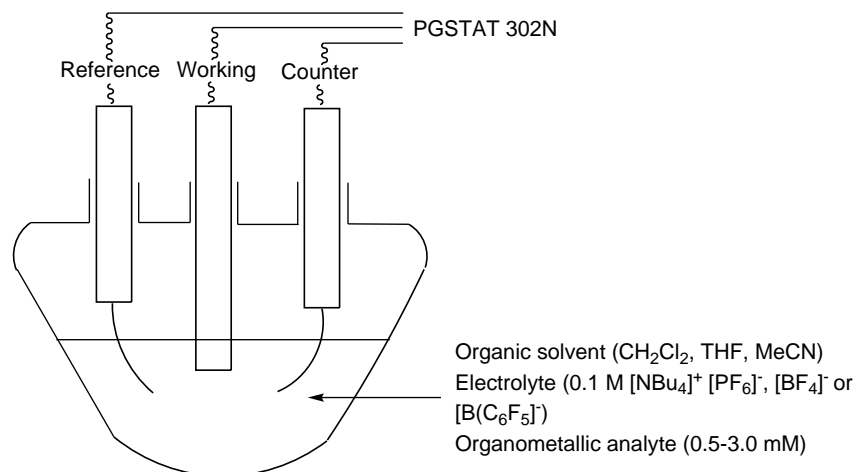 PGSTAT 302N
Reference Working Counter
Organic solvent (CH₂Cl₂, THF, MeCN)
Electrolyte (0.1 M [NBu₄]⁺ [PF₆]⁻, [BF₄]⁻ or
[B(C₆F₅]⁻)
Organometallic analyte (0.5-3.0 mM)